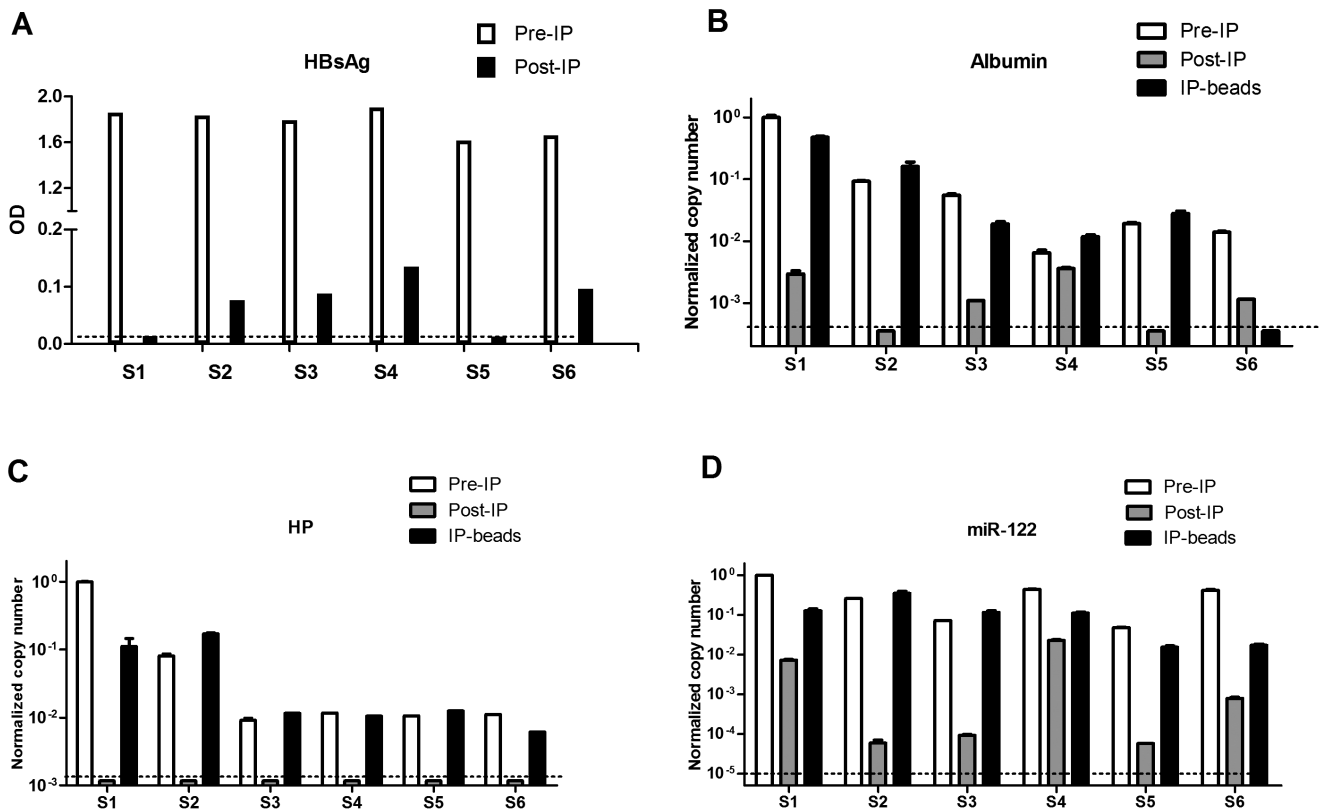 A
HBsAg
Pre-IP
Post-IP
OD
2.0
1.6
1.2
0.2
0.1
0.0
S1 S2 S3 S4 S5 S6
B
Albumin
Pre-IP
Post-IP
IP-beads
Normalized copy number
10⁰
10⁻¹
10⁻²
10⁻³
S1 S2 S3 S4 S5 S6
C
HP
Pre-IP
Post-IP
IP-beads
Normalized copy number
10⁰
10⁻¹
10⁻²
10⁻³
S1 S2 S3 S4 S5 S6
D
miR-122
Pre-IP
Post-IP
IP-beads
Normalized copy number
10⁰
10⁻¹
10⁻²
10⁻³
10⁻⁴
10⁻⁵
S1 S2 S3 S4 S5 S6